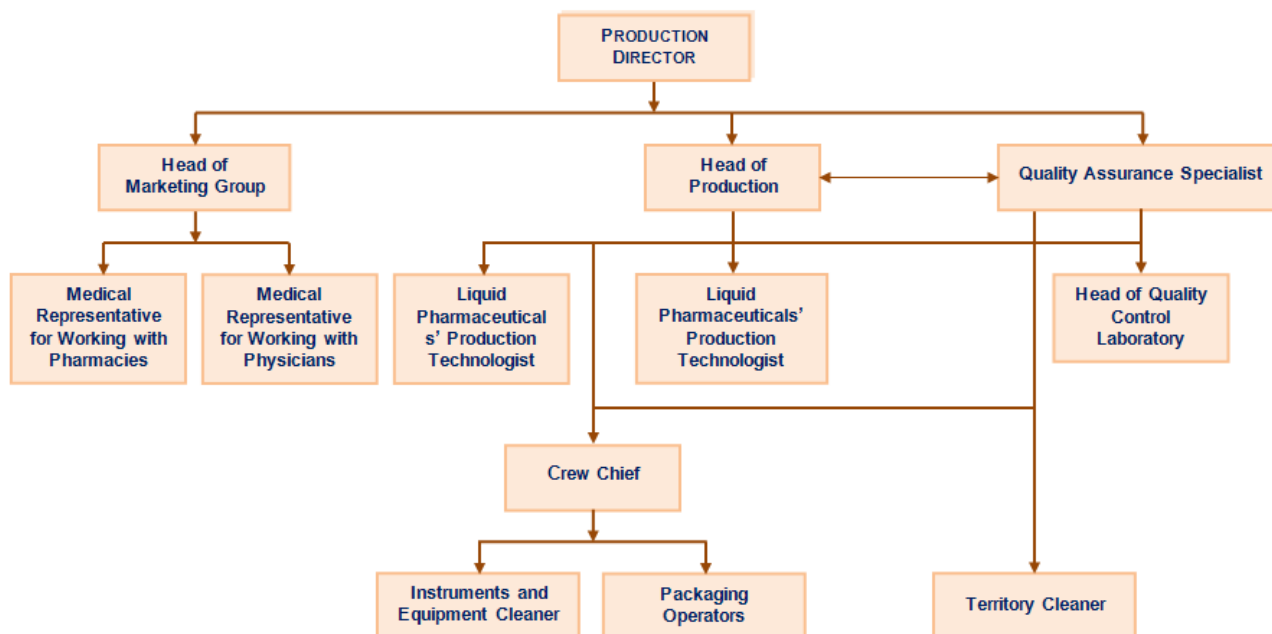 PRODUCTION
DIRECTOR
Head of
Marketing Group
Head of
Production
Quality Assurance Specialist
Medical
Representative
for Working with
Pharmacies
Medical
Representative
for Working with
Physicians
Liquid
Pharmaceutical
s’ Production
Technologist
Liquid
Pharmaceuticals’
Production
Technologist
Head of Quality
Control
Laboratory
Crew Chief
Instruments and
Equipment Cleaner
Packaging
Operators
Territory Cleaner